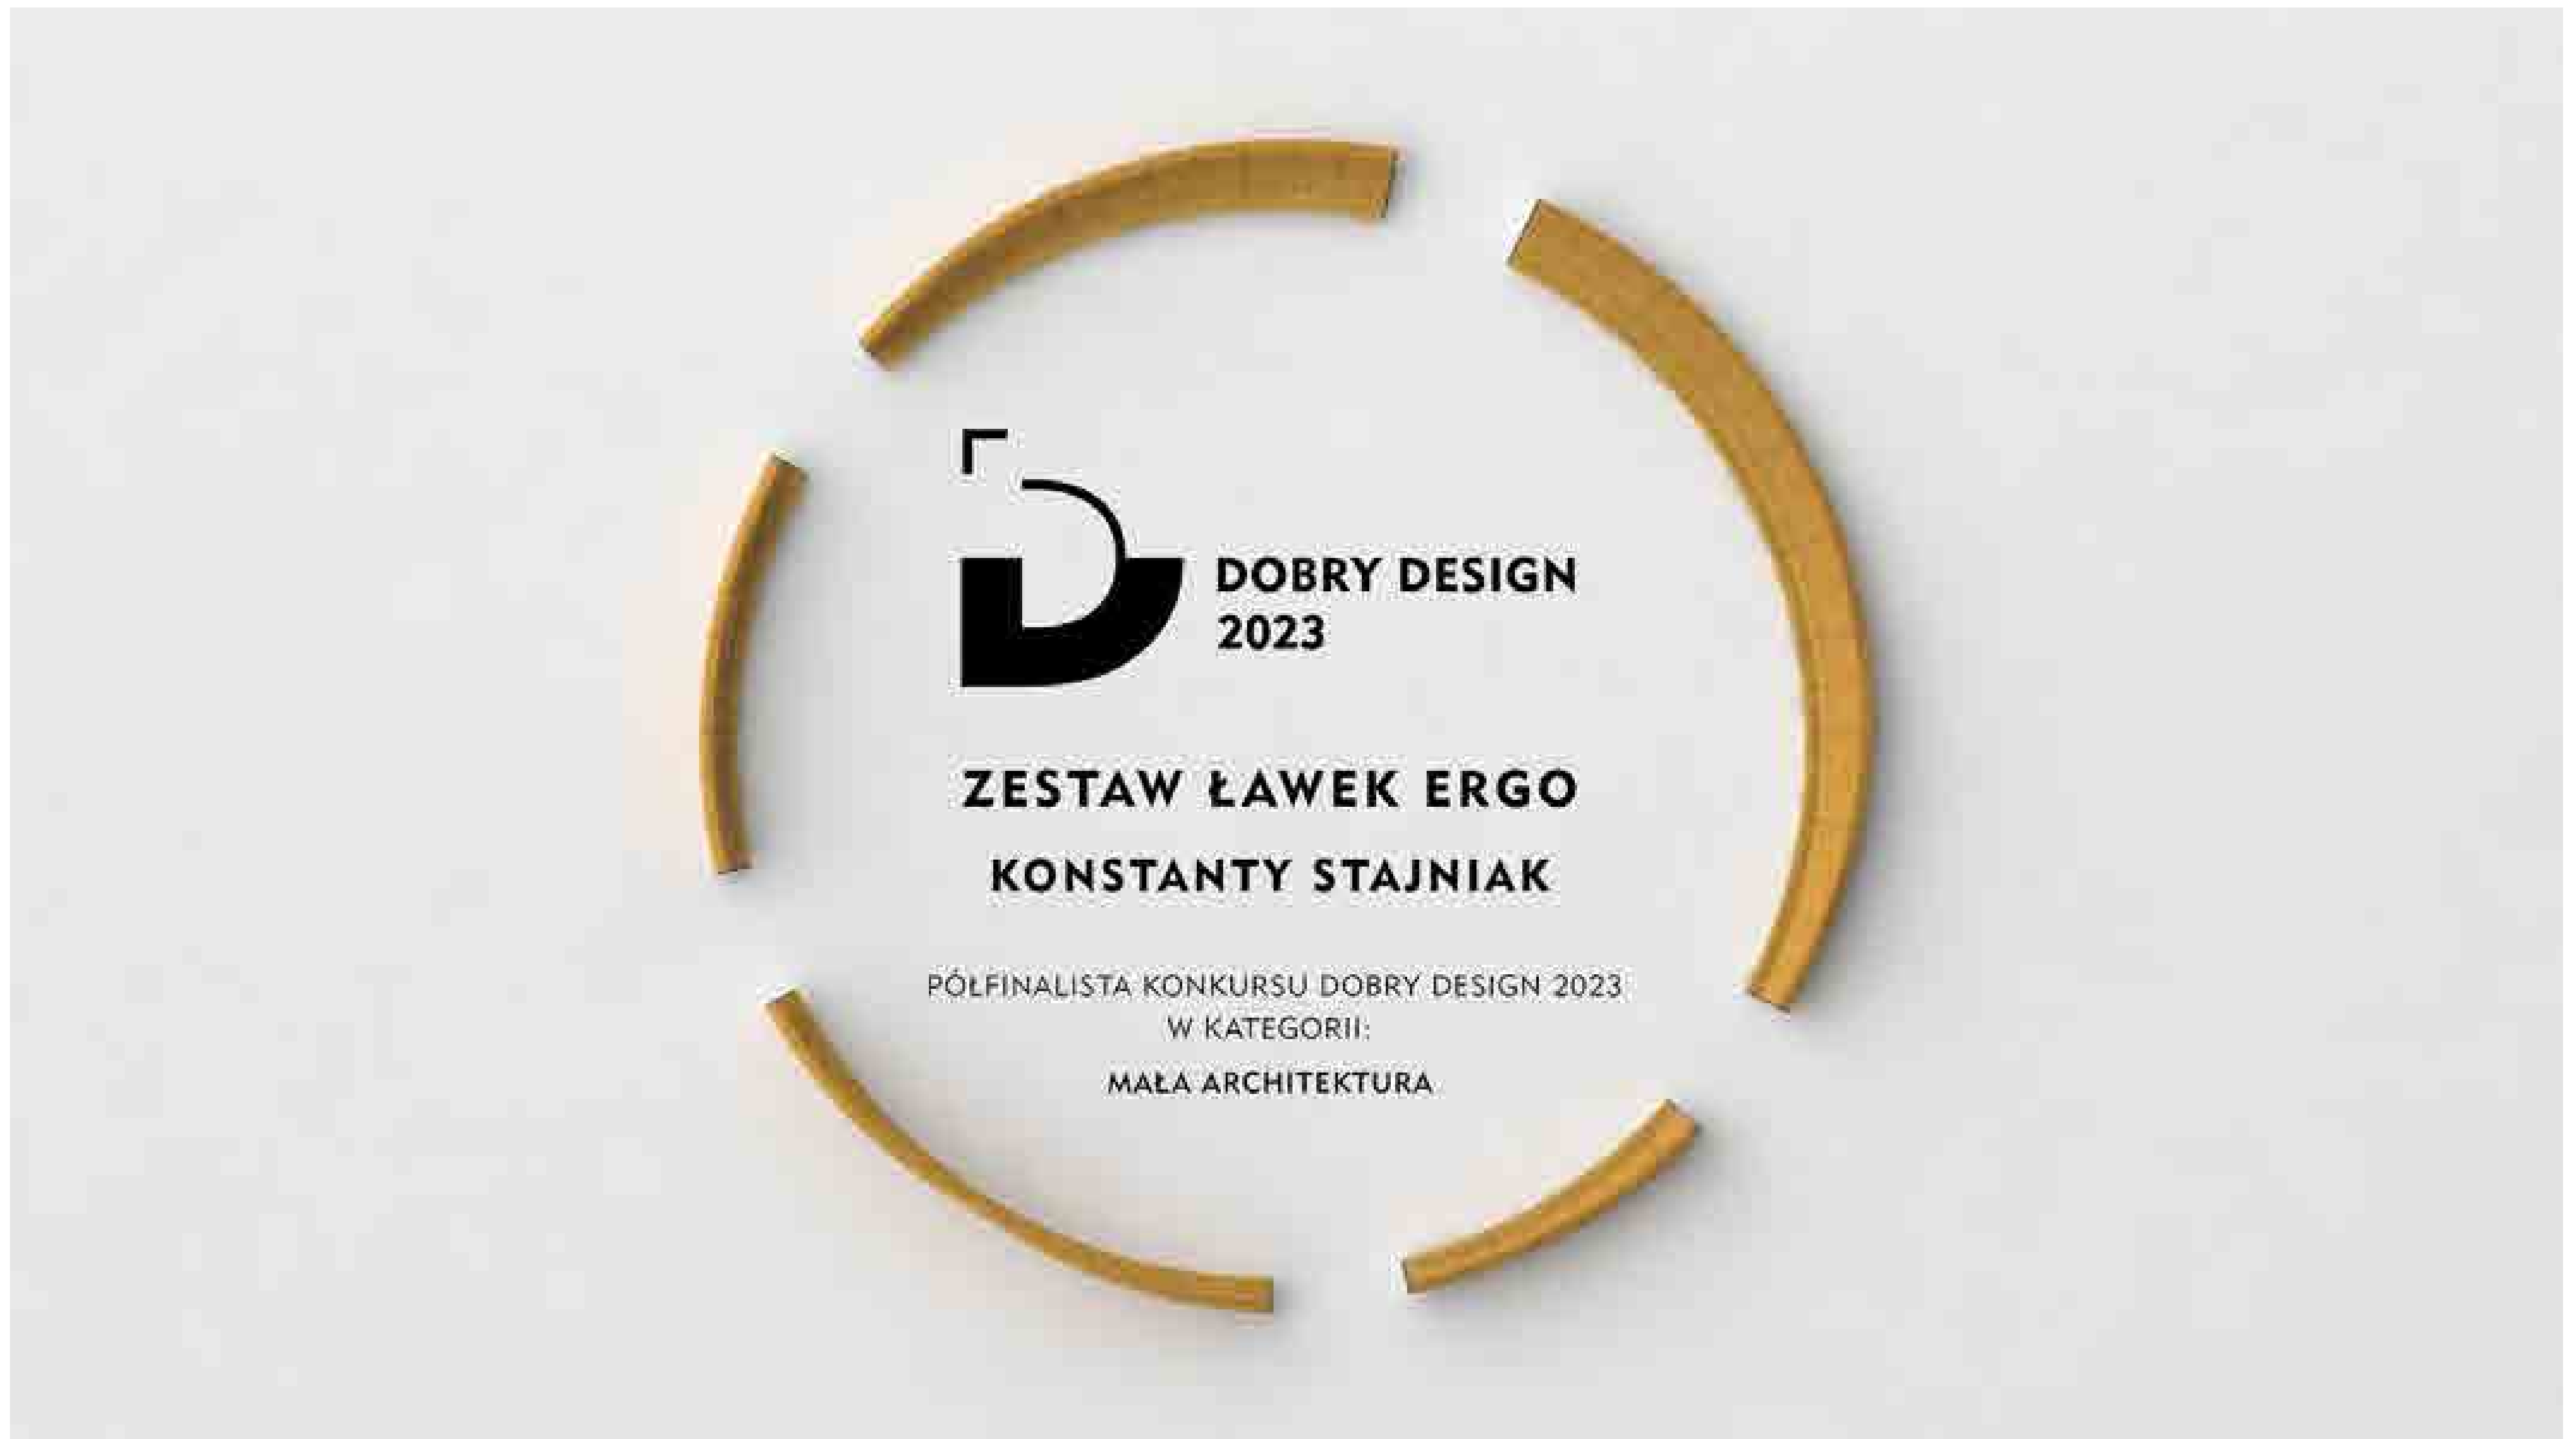 DOBRY DESIGN
2023
ZESTAW ŁAWEK ERGO
KONSTANTY STAJNIAK
PÓŁFINALISTA KONKURSU DOBRY DESIGN 2023
W KATEGORII:
MAŁA ARCHITEKTURA